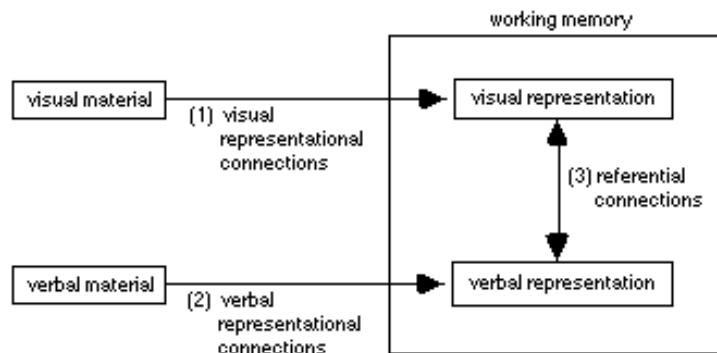 working memory
visual material
visual representation
(1) visual
representational
connections
(3) referential
connections
verbal material
verbal representation
(2) verbal
representational
connections